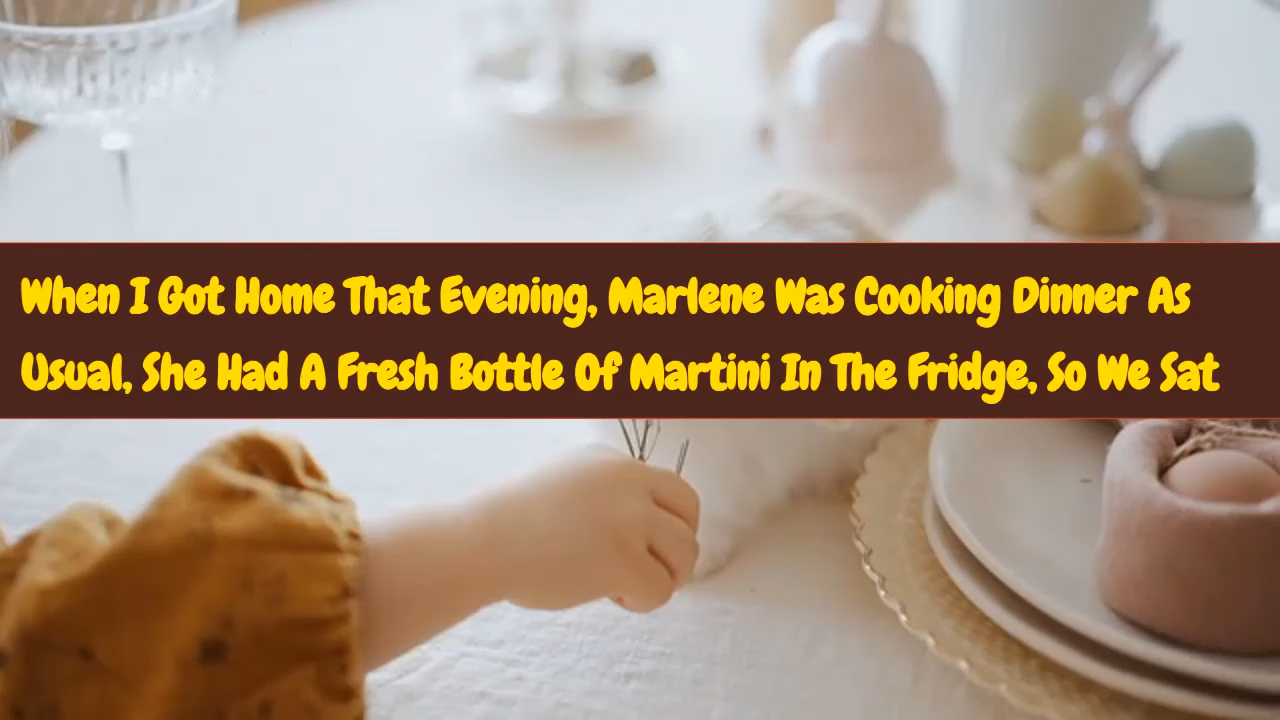 When I Got Home That Evening, Marlene Was Cooking Dinner As
Usual, She Had A Fresh Bottle Of Martini In The Fridge, So We Sat